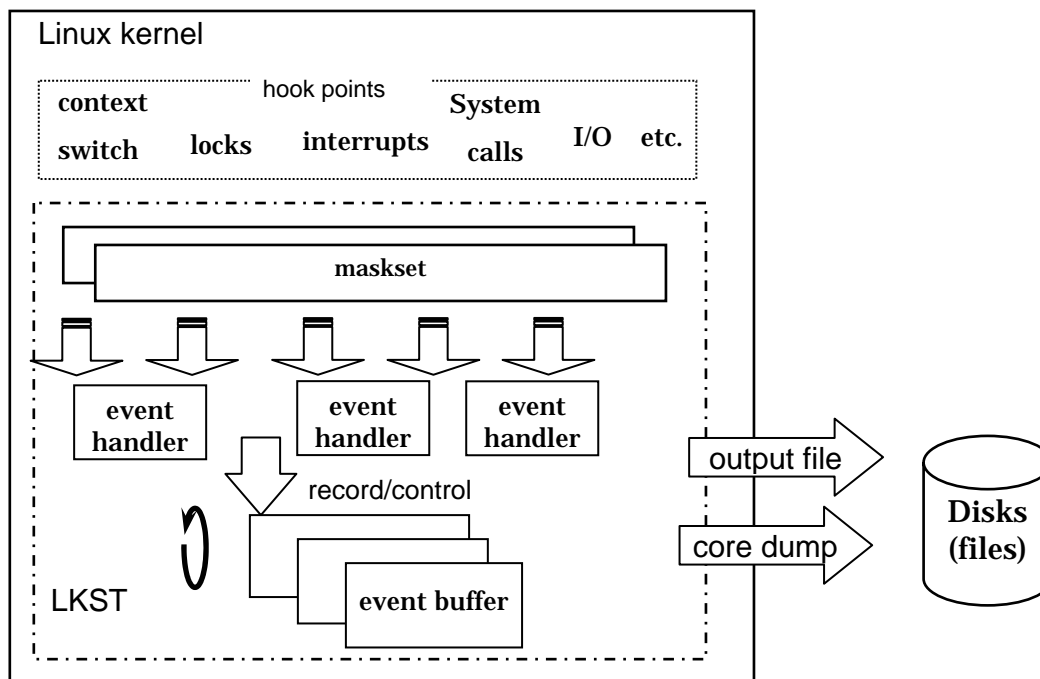 Linux kernel
hook points
context
switch
locks
interrupts
System
calls
I/O
etc.
maskset
event
handler
event
handler
event
handler
record/control
event buffer
LKST
output file
core dump
Disks
(files)